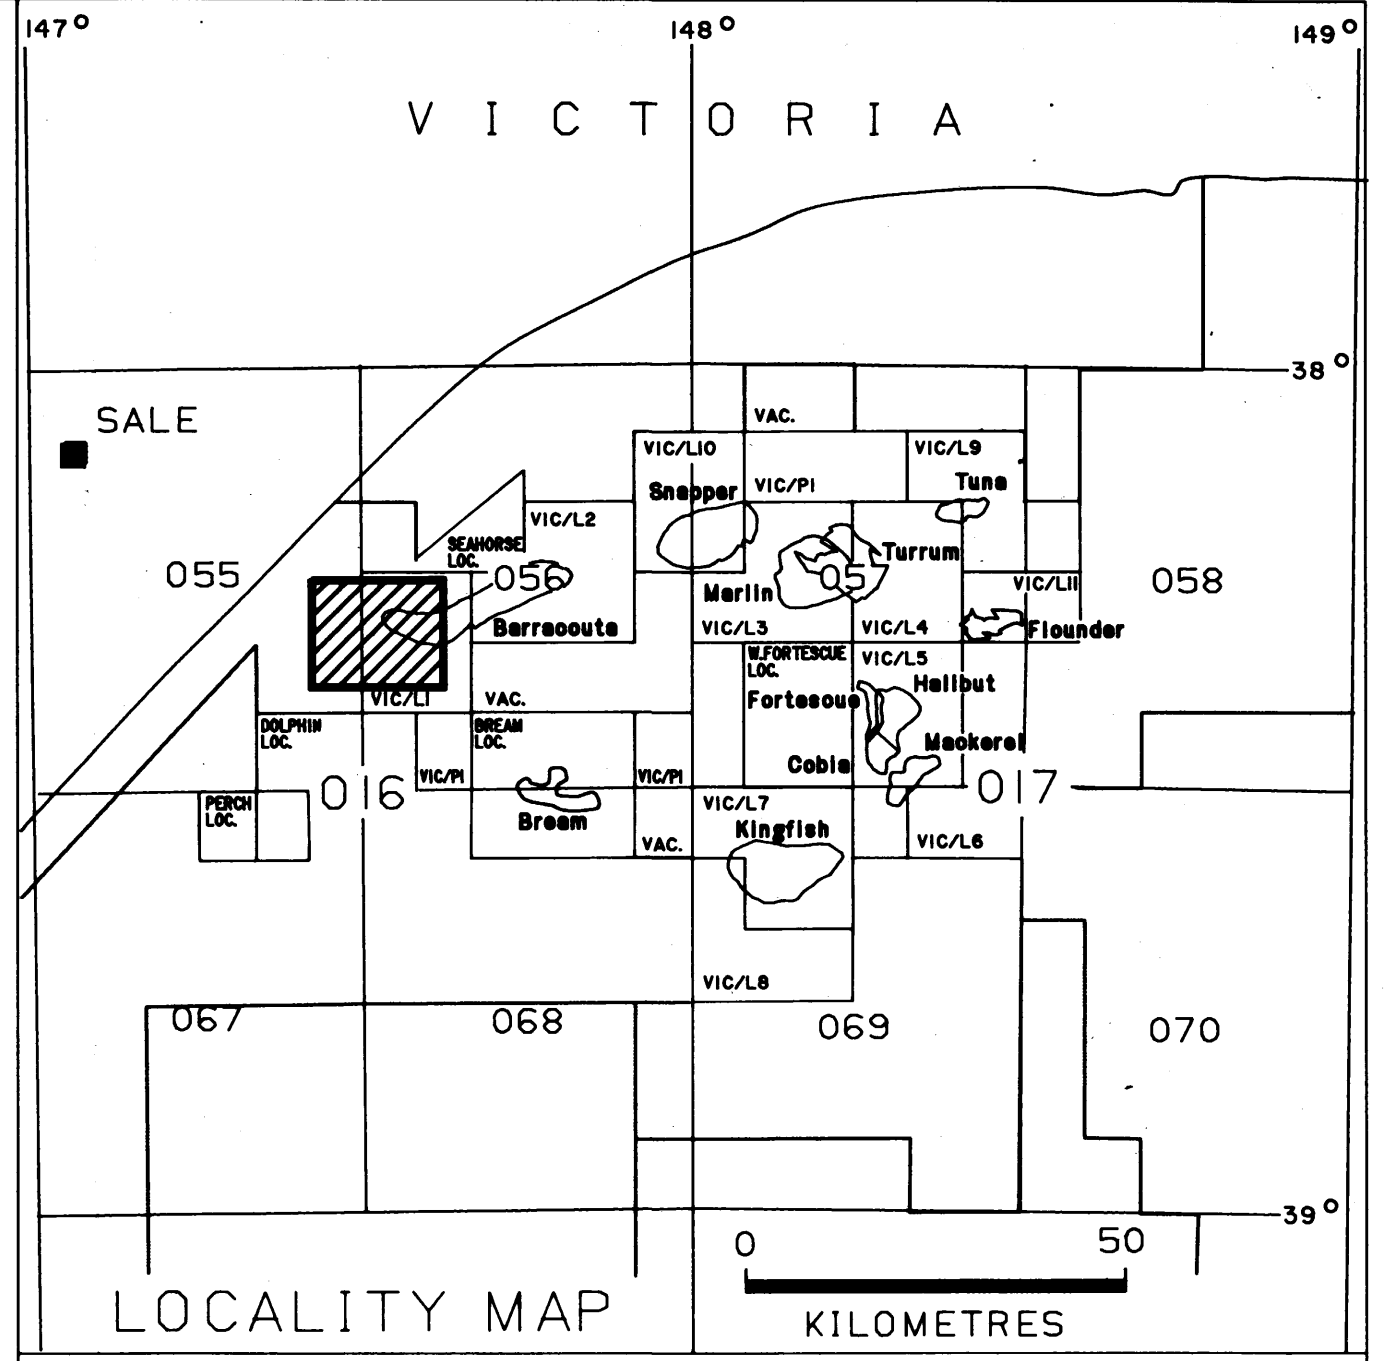 147° 148° 149°
VICTORIA
38°
SALE
VAC.
VIC/L10
VIC/L9
Snapper
VIC/P1
Tuna
VIC/L2
SEAHORSE
LOC.
Turrum
055
056
05
058
Marlin
VIC/L11
Barracouta
VIC/L3
VIC/L4
Flounder
W.FORTESCUE
LOC.
VIC/L5
VIC/L1
VAC.
Fortescue
Halibut
DOLPHIN
LOC.
BREAM
LOC.
Mackerel
Cobia
VIC/P1
VIC/P1
016
017
PERCH
LOC.
VIC/L7
Bream
Kingfish
VAC.
VIC/L6
VIC/L8
067
068
069
070
39°
0 50
LOCALITY MAP
KILOMETRES